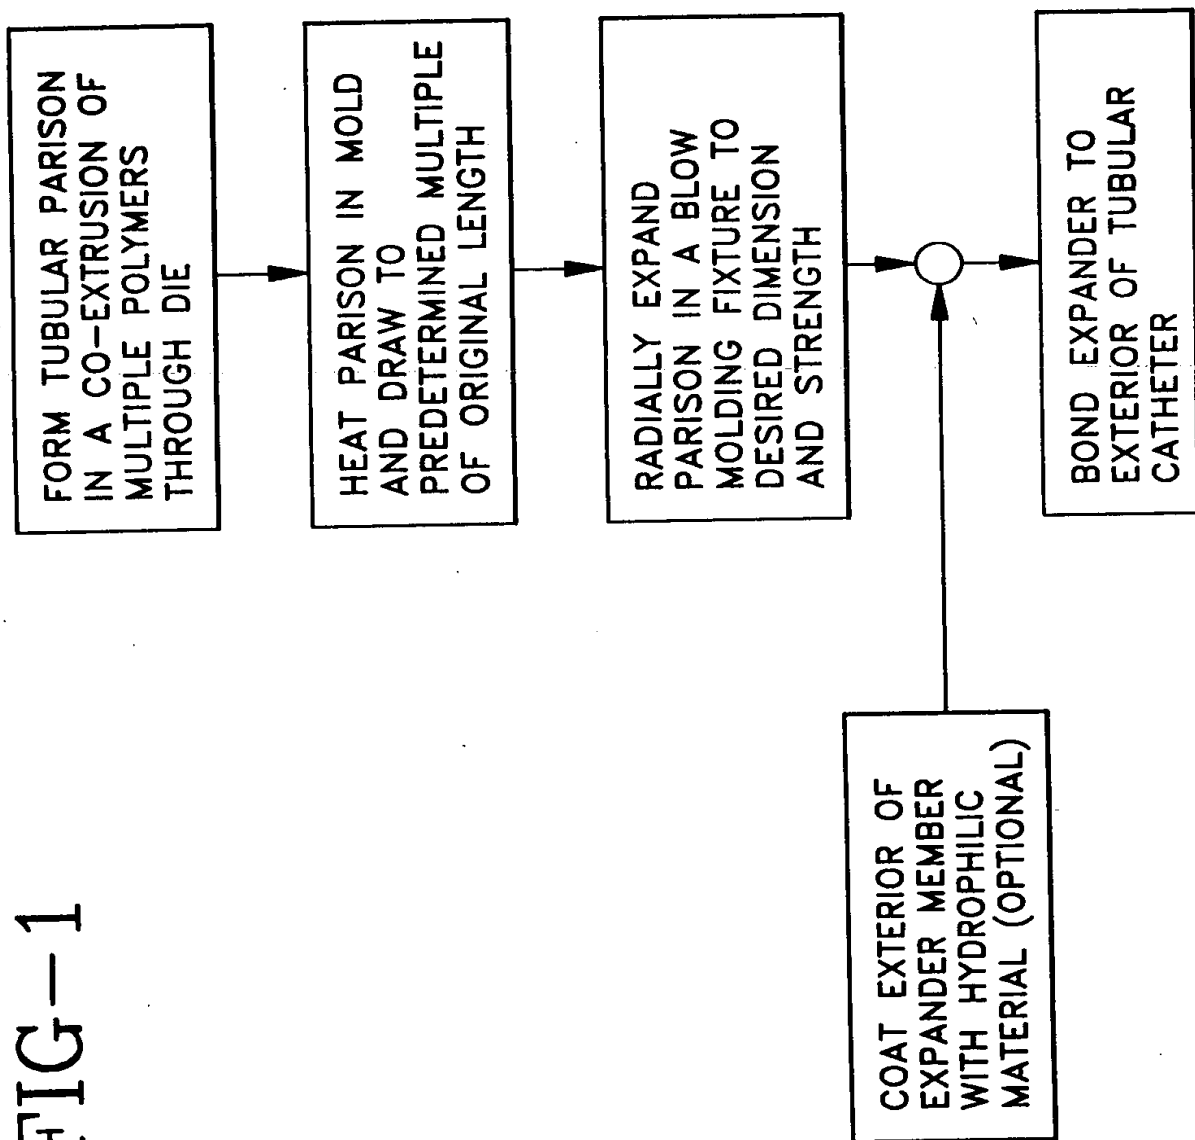 FIG-1
FORM TUBULAR PARISON
IN A CO-EXTRUSION OF
MULTIPLE POLYMERS
THROUGH DIE
HEAT PARISON IN MOLD
AND DRAW TO
PREDETERMINED MULTIPLE
OF ORIGINAL LENGTH
RADIALLY EXPAND
PARISON IN A BLOW
MOLDING FIXTURE TO
DESIRED DIMENSION
AND STRENGTH
COAT EXTERIOR OF
EXPANDER MEMBER
WITH HYDROPHILIC
MATERIAL (OPTIONAL)
BOND EXPANDER TO
EXTERIOR OF TUBULAR
CATHETER